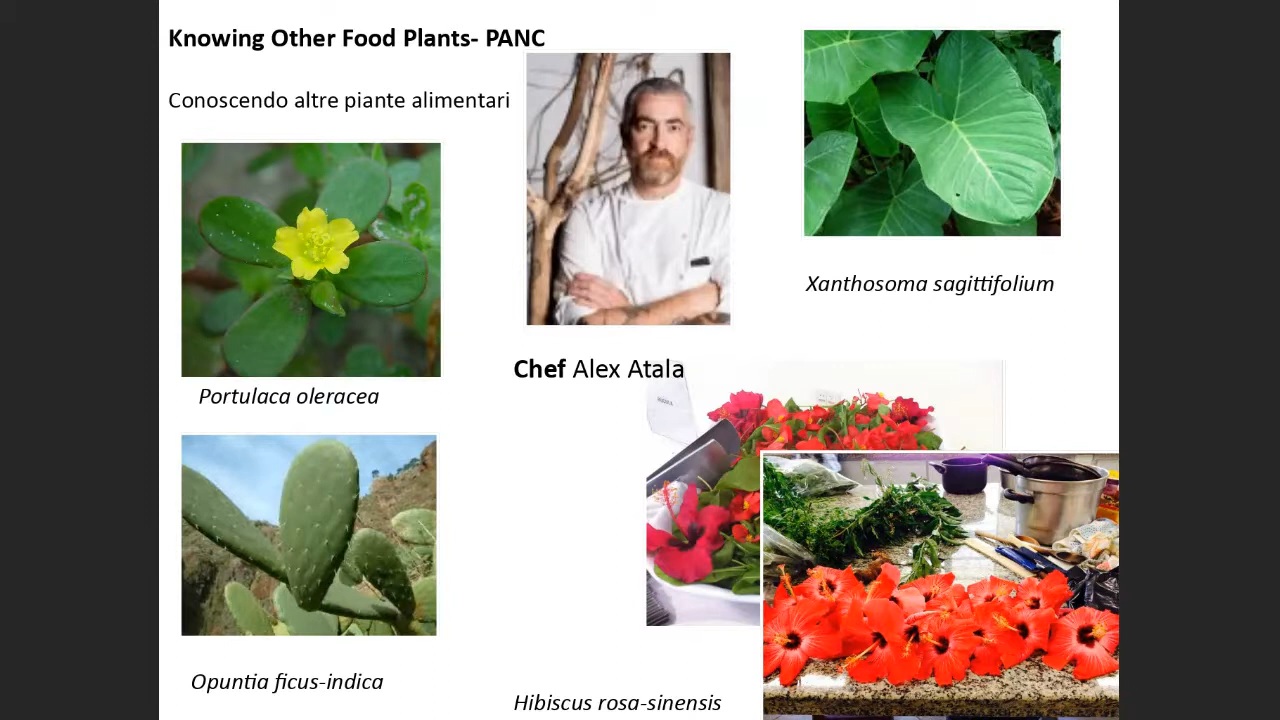 Knowing Other Food Plants- PANC
Conoscendo altre piante alimentari
Xanthosoma sagittifolium
Chef Alex Atala
Portulaca oleracea
Opuntia ficus-indica
Hibiscus rosa-sinensis